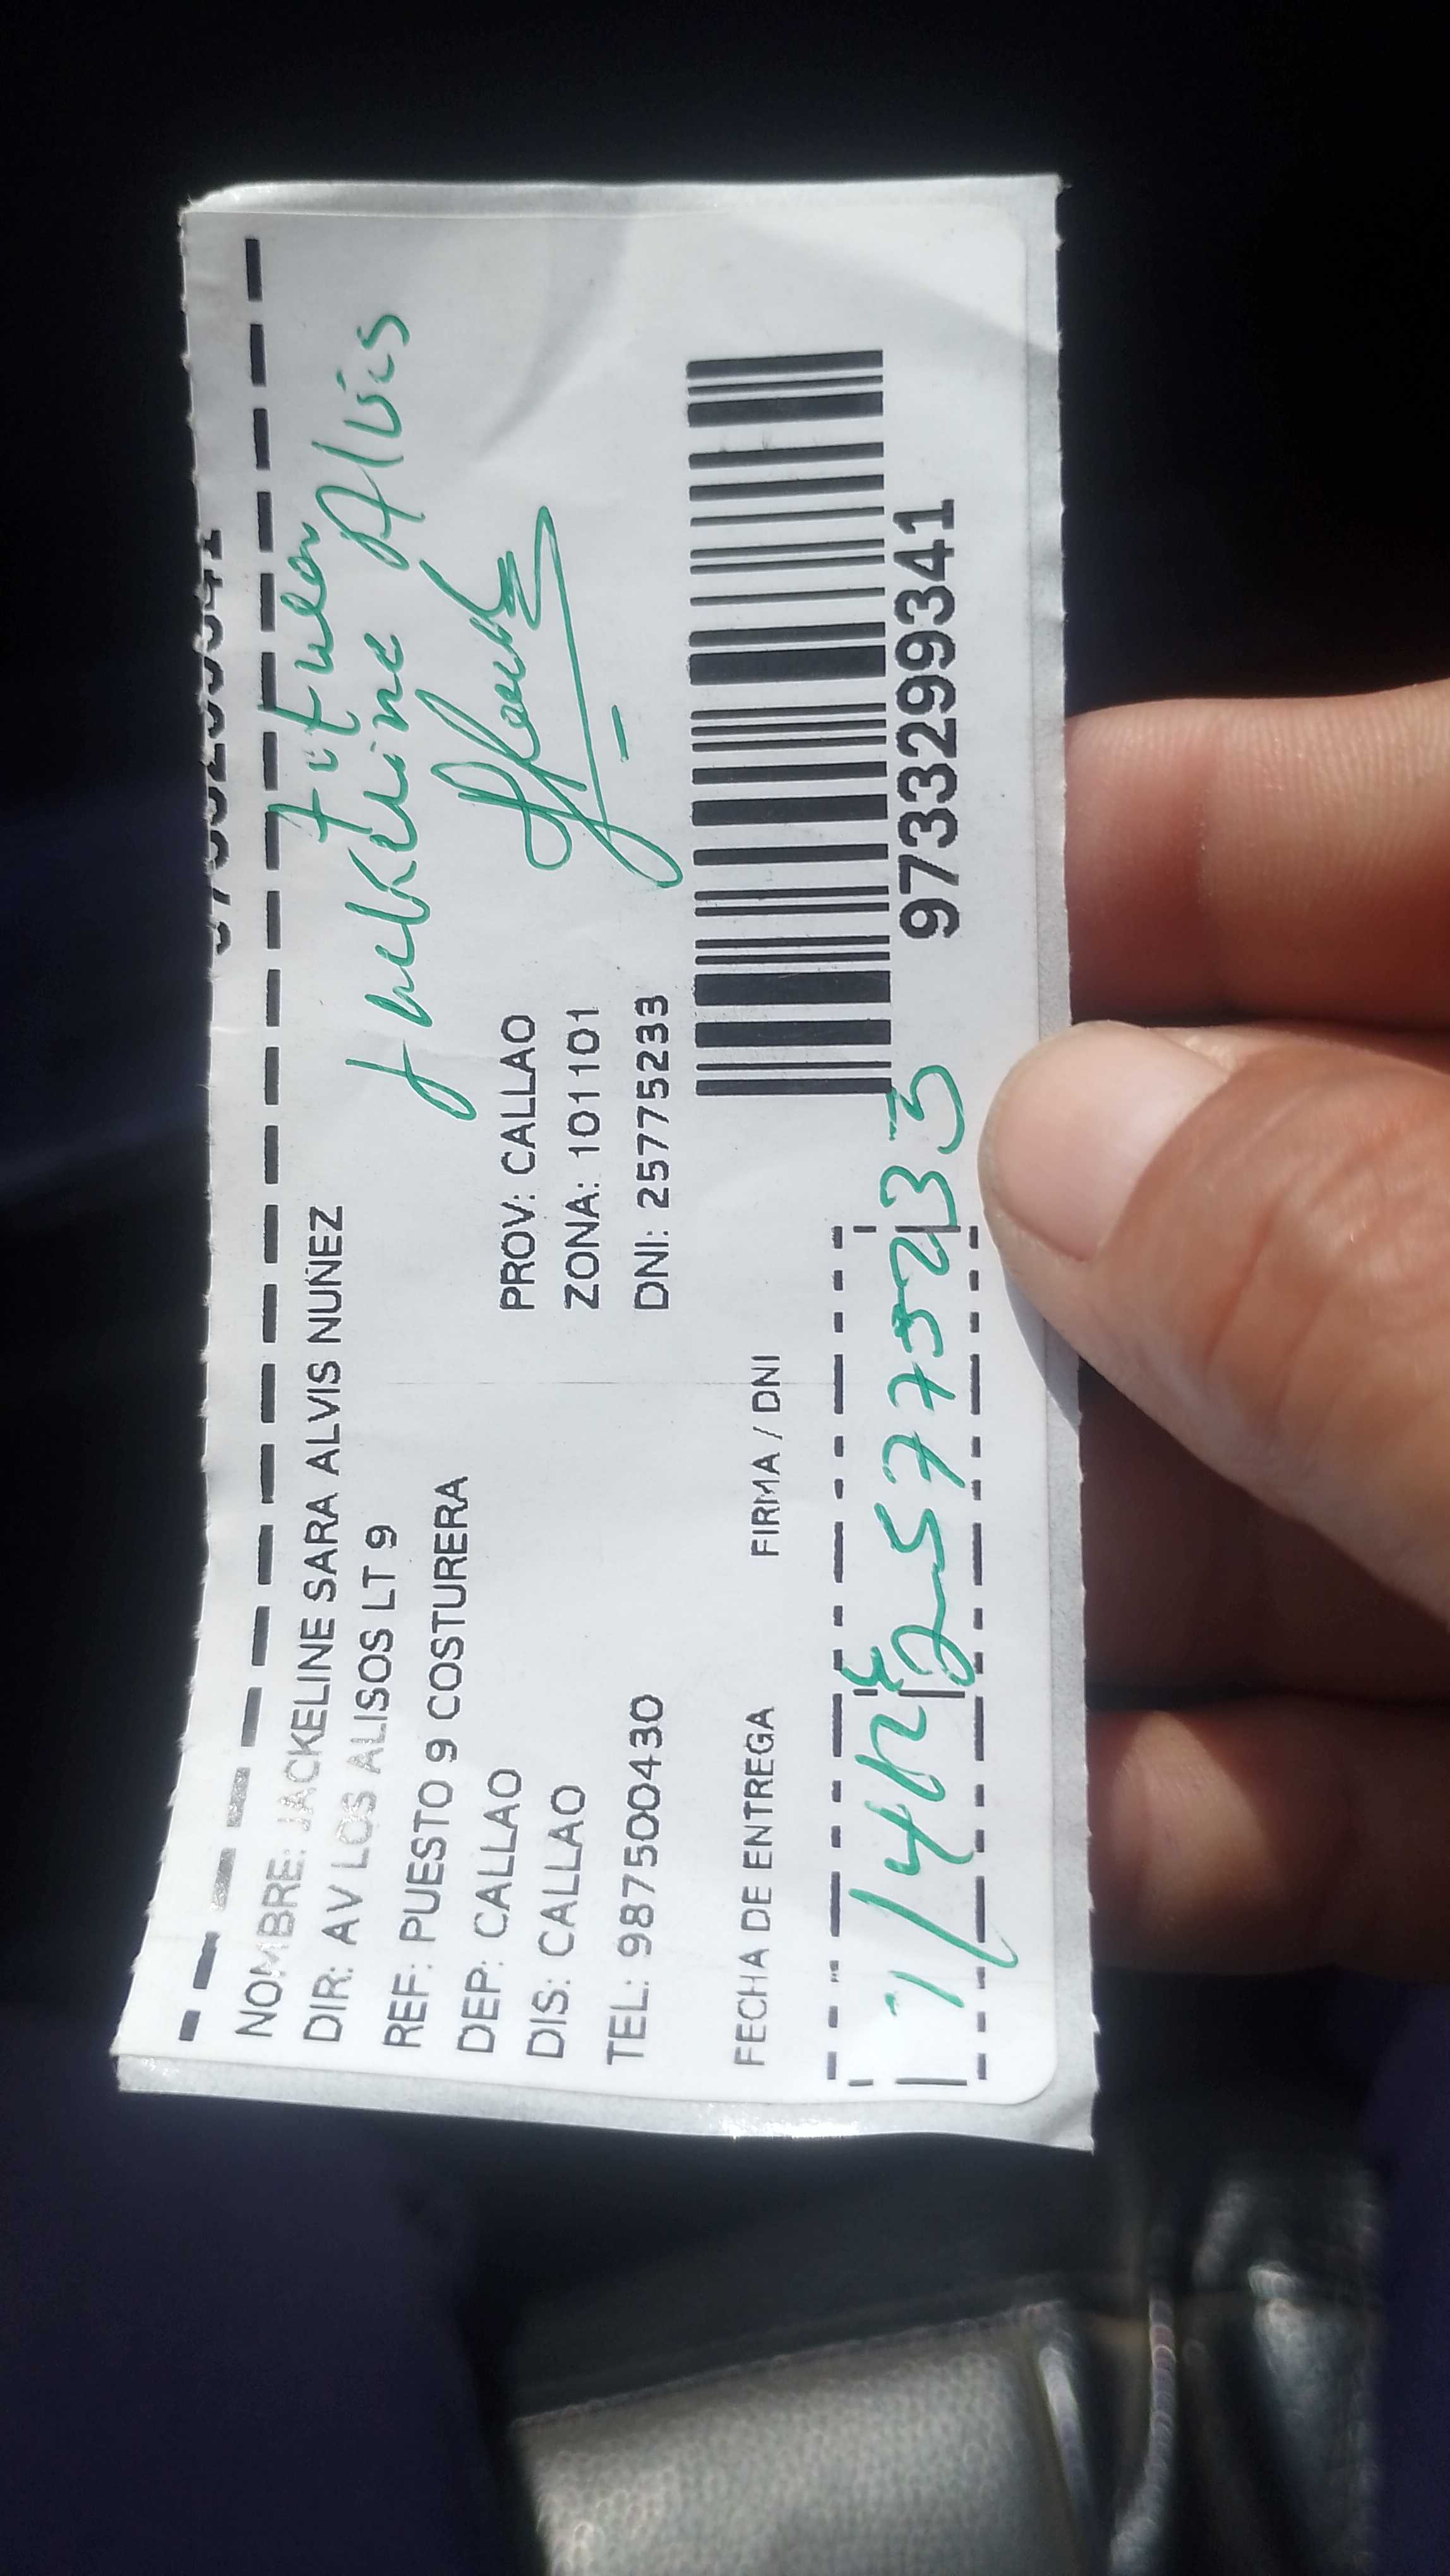 Titular
NOMBRE: JACKELINE SARA ALVIS NUÑEZ
Jackeline Alvis
DIR: AV LOS ALISOS LT 9
REF: PUESTO 9 COSTURERA
DEP: CALLAO PROV: CALLAO
DIS: CALLAO ZONA: 101101
TEL: 987500430 DNI: 25775233
FECHA DE ENTREGA FIRMA / DNI
25775233
9733299341